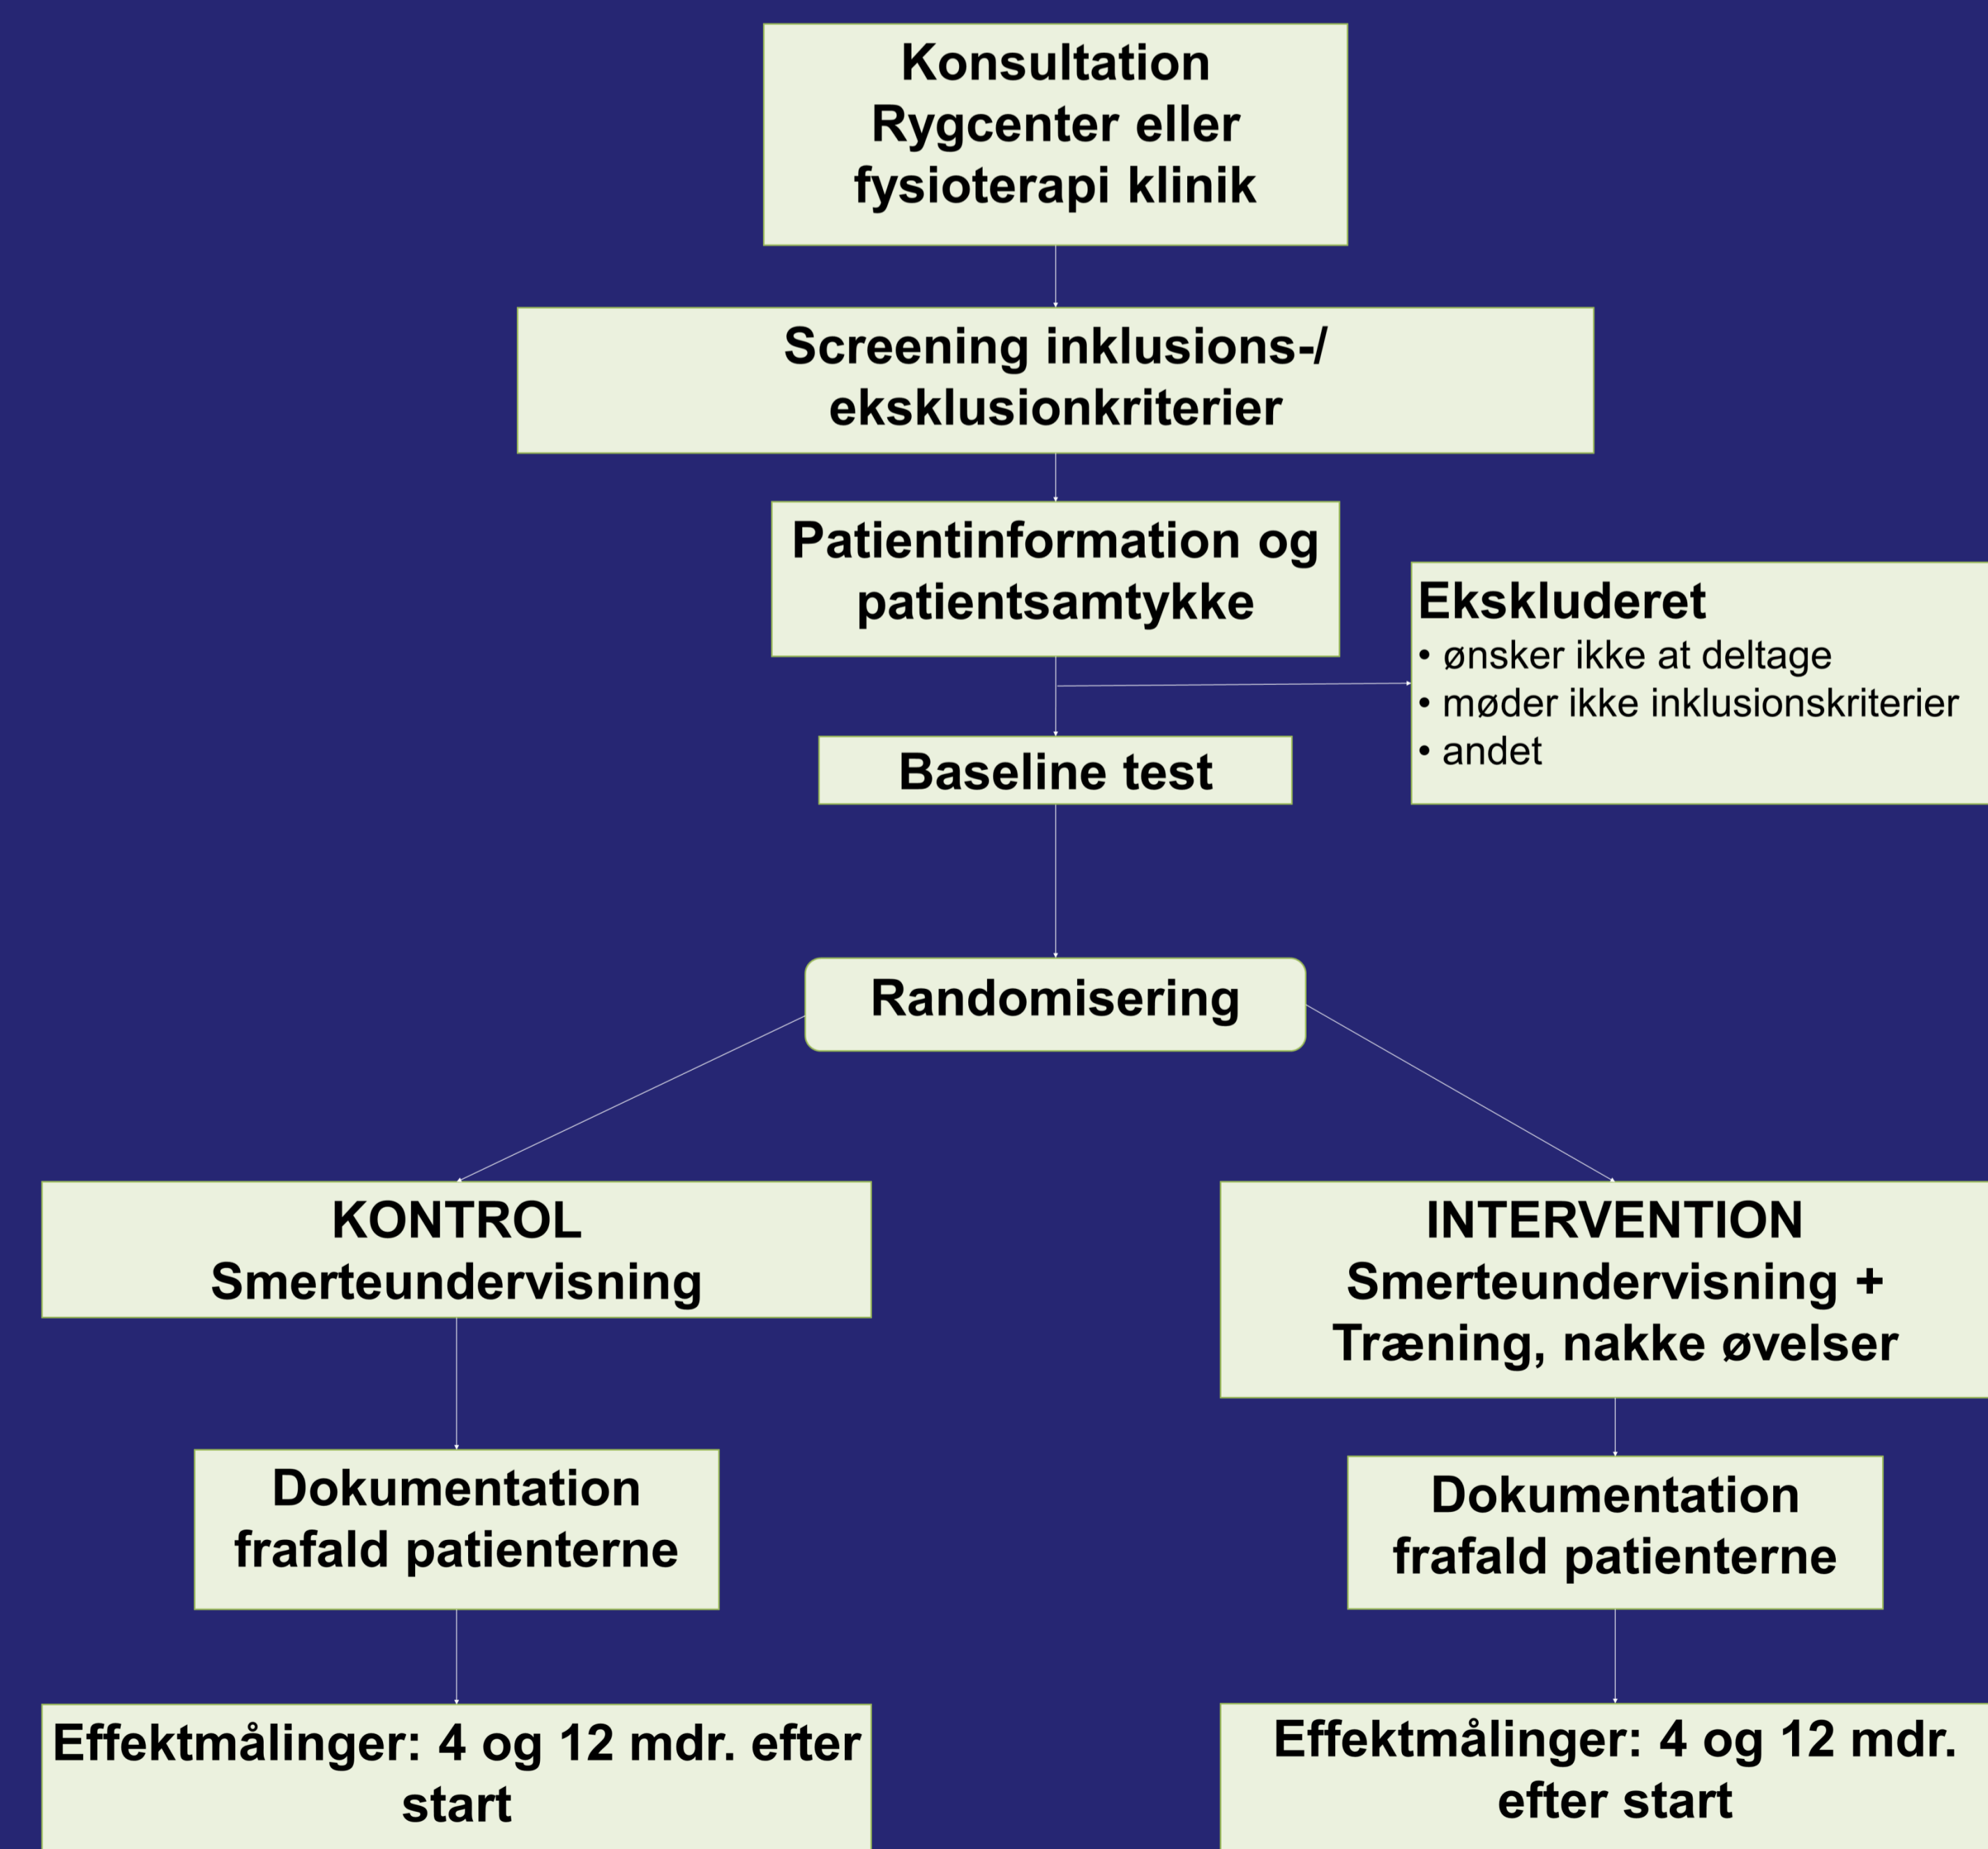 Konsultation
Rygcenter eller
fysioterapi klinik
Screening inklusions-/
eksklusionkriterier
Patientinformation og
patientsamtykke
Ekskluderet
• ønsker ikke at deltage
• møder ikke inklusionskriterier
• andet
Baseline test
Randomisering
KONTROL
Smerteundervisning
INTERVENTION
Smerteundervisning +
Træning, nakke øvelser
Dokumentation
frafald patienterne
Dokumentation
frafald patienterne
Effektmålinger: 4 og 12 mdr. efter
start
Effektmålinger: 4 og 12 mdr.
efter start